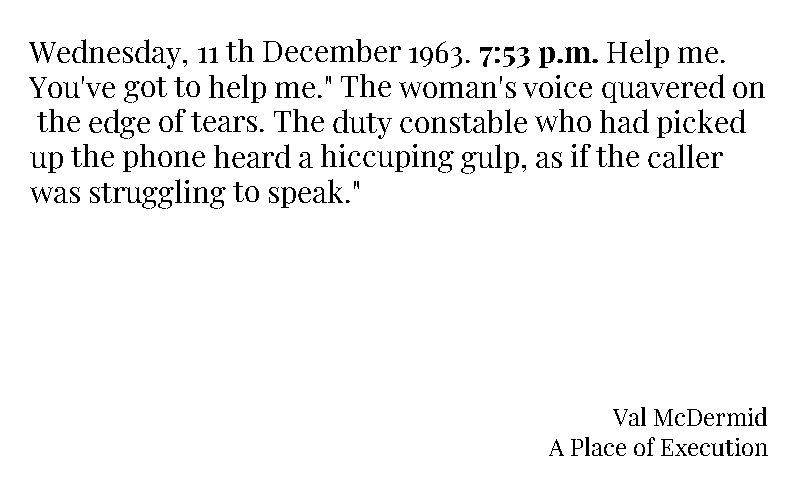 Wednesday, 11 th December 1963. 7:53 p.m. Help me.
You've got to help me." The woman's voice quavered on
the edge of tears. The duty constable who had picked
up the phone heard a hiccuping gulp, as if the caller
was struggling to speak."
Val McDermid
A Place of Execution